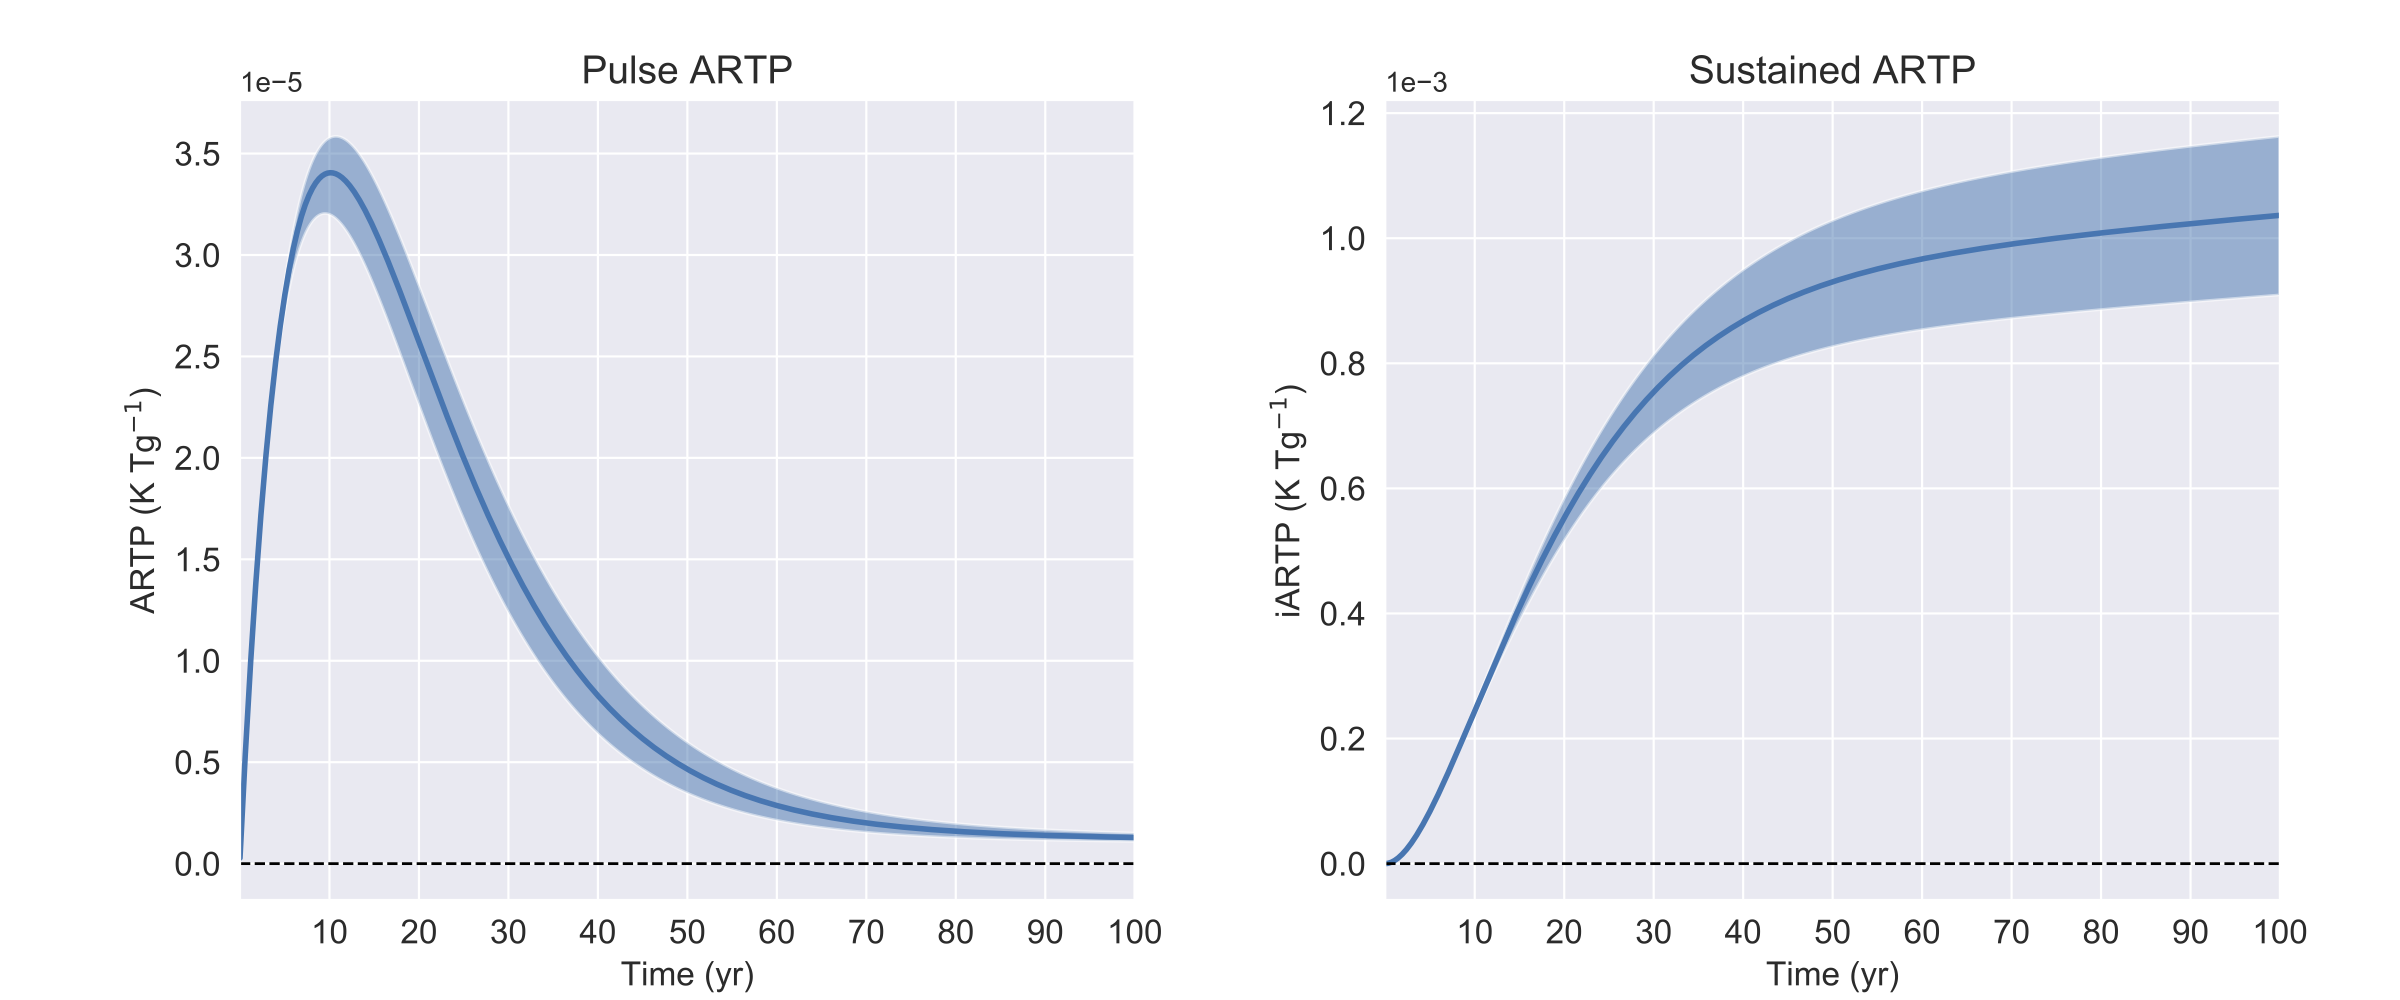 Pulse ARTP
1e−5
3.5
3.0
2.5
2.0
1.5
1.0
0.5
0.0
ARTP (K Tg⁻¹)
10 20 30 40 50 60 70 80 90 100
Time (yr)
Sustained ARTP
1e−3
1.2
1.0
0.8
0.6
0.4
0.2
0.0
iARTP (K Tg⁻¹)
10 20 30 40 50 60 70 80 90 100
Time (yr)